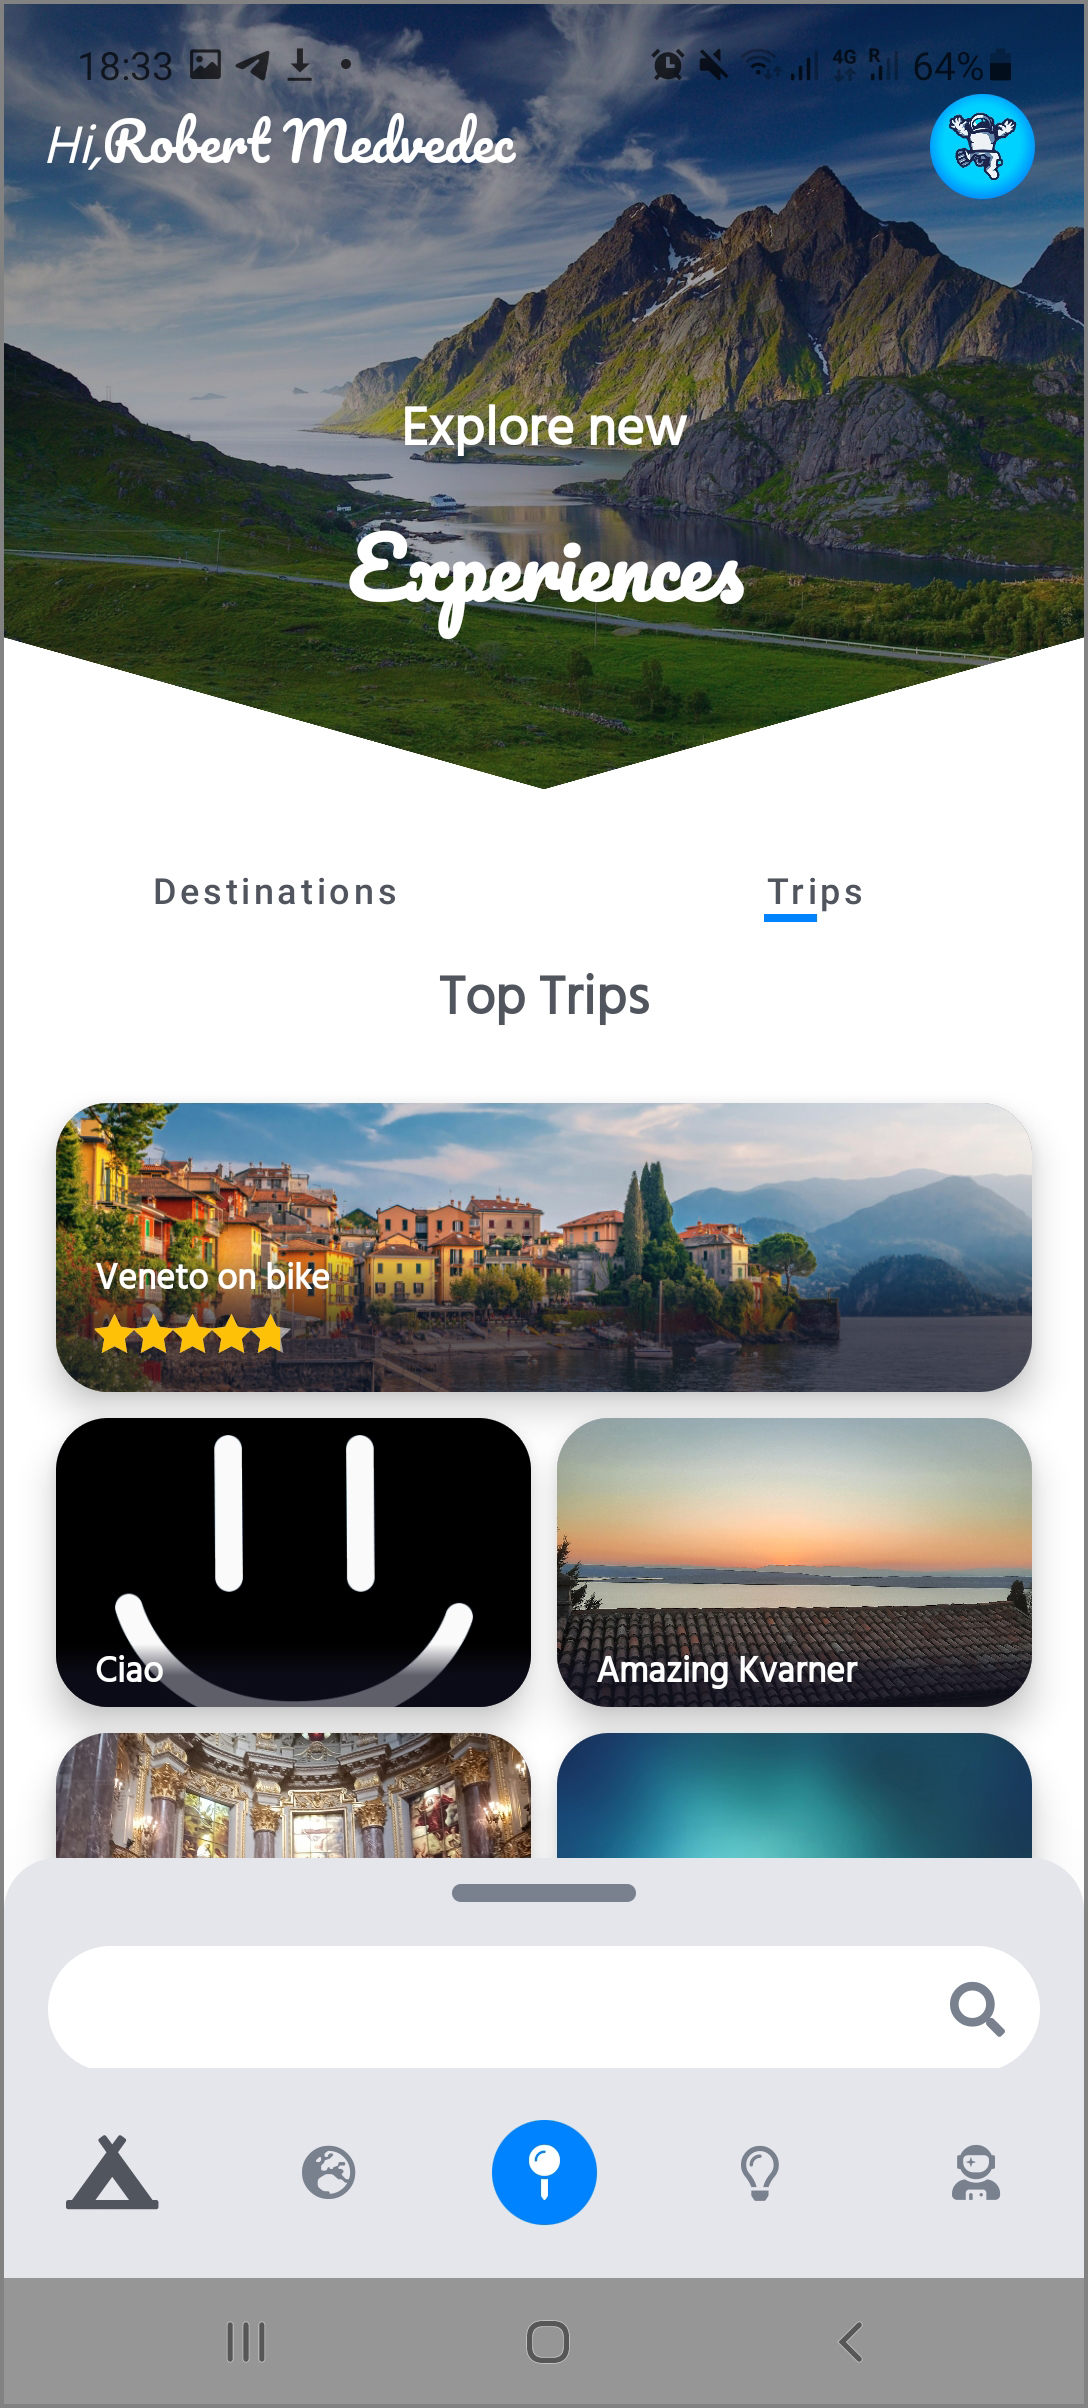 18:33 4G R 64%
Hi, Robert Medvedec
Explore new
Experiences
Destinations Trips
Top Trips
Veneto on bike
Ciao
Amazing Kvarner